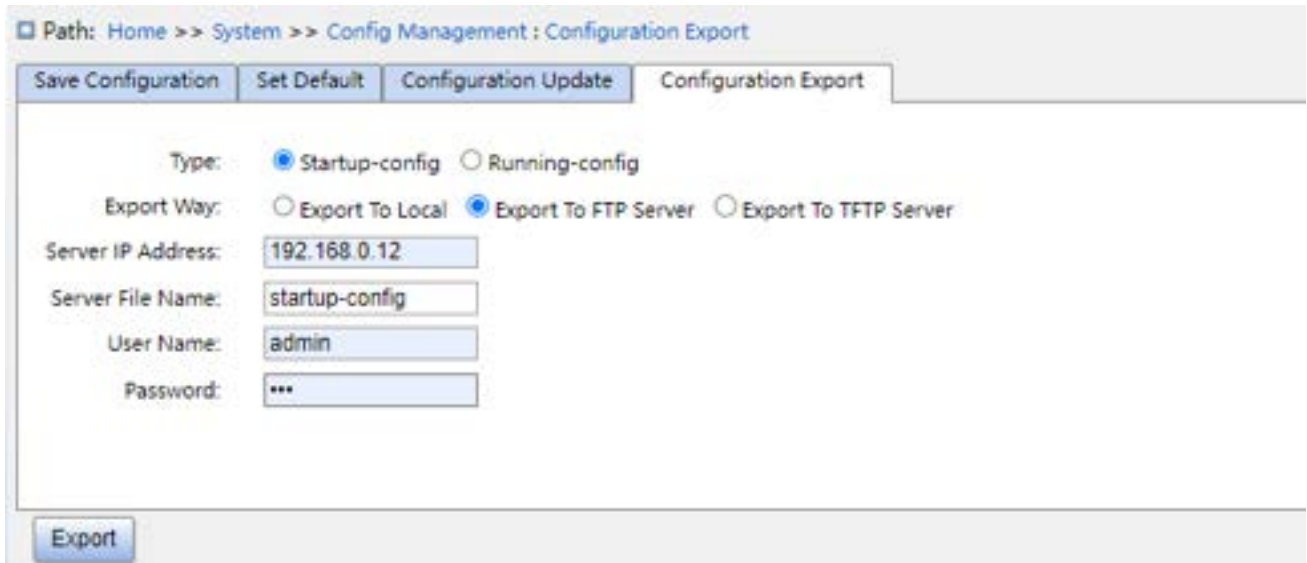 Path: Home >> System >> Config Management : Configuration Export
Save Configuration Set Default Configuration Update Configuration Export
Type: Startup-config Running-config
Export Way: Export To Local Export To FTP Server Export To TFTP Server
Server IP Address: 192.168.0.12
Server File Name: startup-config
User Name: admin
Password: •••
Export